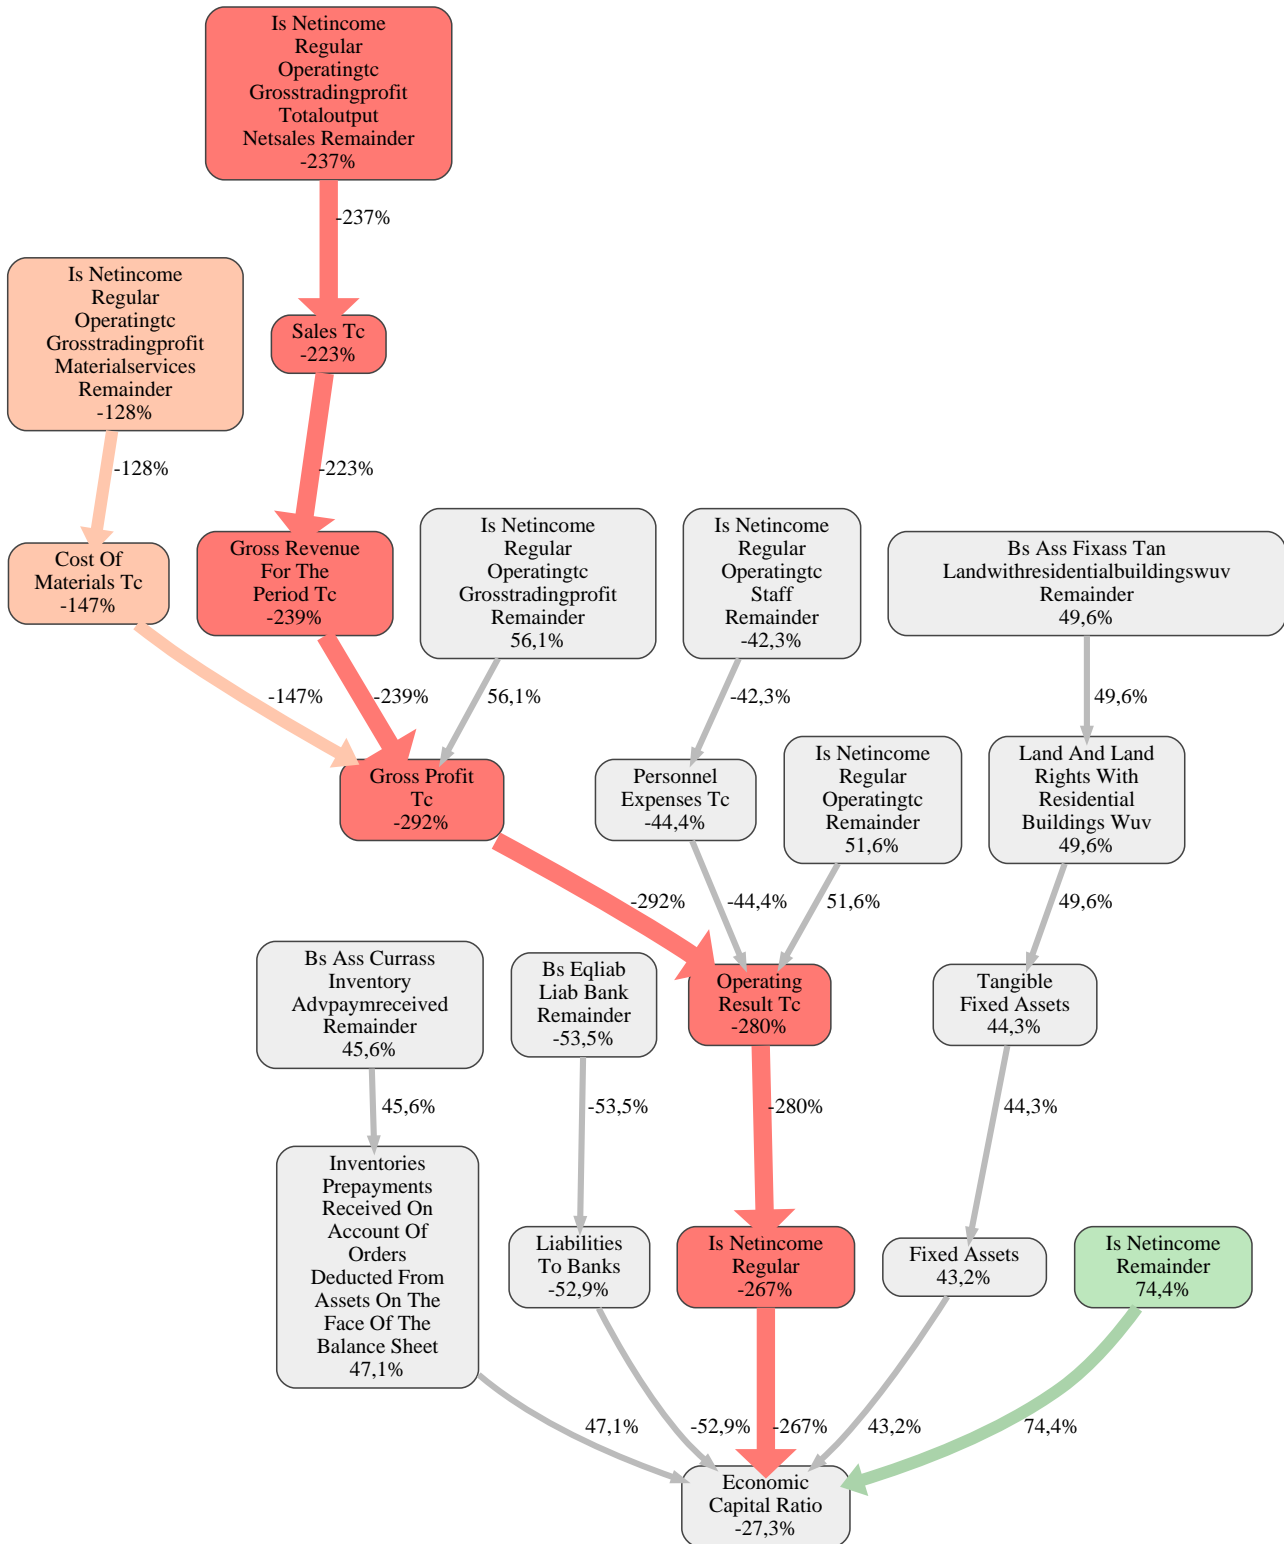 Is Netincome
Regular
Operatingtc
Grosstradingprofit
Totaloutput
Netsales Remainder
-237%
-237%
Is Netincome
Regular
Operatingtc
Grosstradingprofit
Materialservices
Remainder
-128%
Sales Tc
-223%
-128%
-223%
Cost Of
Materials Tc
-147%
Gross Revenue
For The
Period Tc
-239%
Is Netincome
Regular
Operatingtc
Grosstradingprofit
Remainder
56,1%
Is Netincome
Regular
Operatingtc
Staff
Remainder
-42,3%
Bs Ass Fixass Tan
Landwithresidentialbuildingswuv
Remainder
49,6%
-147%
-239%
56,1%
-42,3%
49,6%
Gross Profit
Tc
-292%
Personnel
Expenses Tc
-44,4%
Is Netincome
Regular
Operatingtc
Remainder
51,6%
Land And Land
Rights With
Residential
Buildings Wuv
49,6%
-292%
-44,4%
51,6%
49,6%
Bs Ass Currass
Inventory
Advpaymreceived
Remainder
45,6%
Bs Eqliab
Liab Bank
Remainder
-53,5%
Operating
Result Tc
-280%
Tangible
Fixed Assets
44,3%
45,6%
-53,5%
-280%
44,3%
Inventories
Prepayments
Received On
Account Of
Orders
Deducted From
Assets On The
Face Of The
Balance Sheet
47,1%
Liabilities
To Banks
-52,9%
Is Netincome
Regular
-267%
Fixed Assets
43,2%
Is Netincome
Remainder
74,4%
47,1%
-52,9%
-267%
43,2%
74,4%
Economic
Capital Ratio
-27,3%